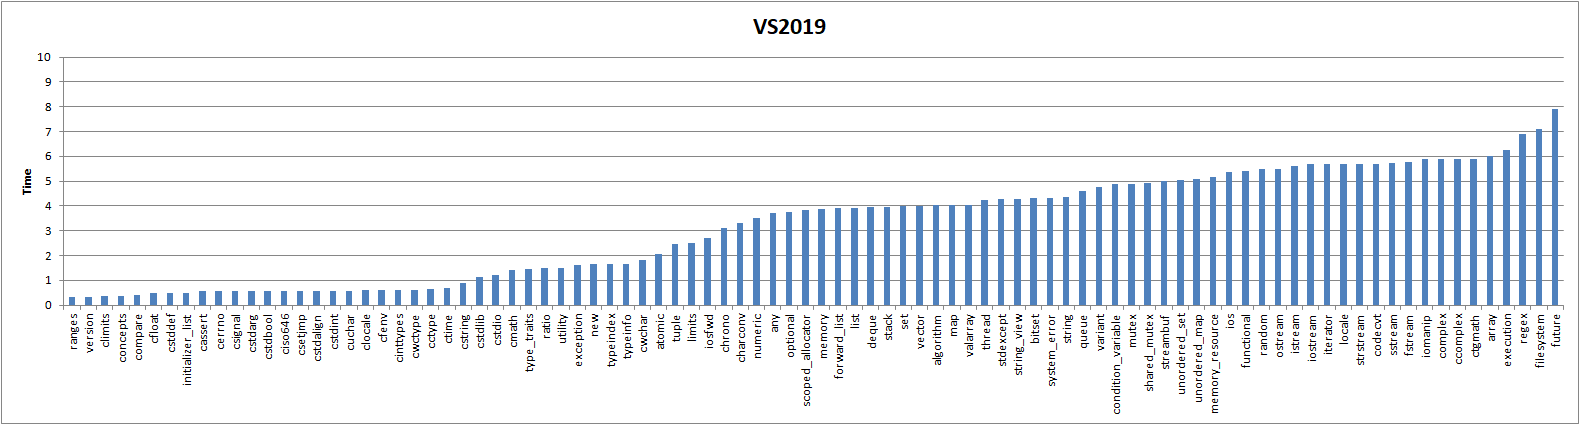 VS2019
10
9
8
7
6
5
4
3
2
1
0
Time
ranges
version
climits
concepts
compare
cfloat
cstddef
initializer_list
cassert
cerrno
csignal
cstdarg
cstdbool
ciso646
csetjmp
cstdalign
cstdint
cuchar
clocale
cfenv
cinttypes
cwctype
cctype
ctime
cstring
cstdlib
cstdio
cmath
type_traits
ratio
utility
exception
new
typeindex
typeinfo
cwchar
atomic
tuple
limits
iosfwd
chrono
charconv
numeric
any
optional
scoped_allocator
memory
forward_list
list
deque
stack
set
vector
algorithm
map
valarray
thread
stdexcept
string_view
bitset
system_error
string
queue
variant
condition_variable
mutex
shared_mutex
streambuf
unordered_set
unordered_map
memory_resource
ios
functional
random
ostream
istream
iostream
iterator
locale
strstream
codecvt
sstream
fstream
iomanip
complex
ccomplex
ctgmath
array
execution
regex
filesystem
future